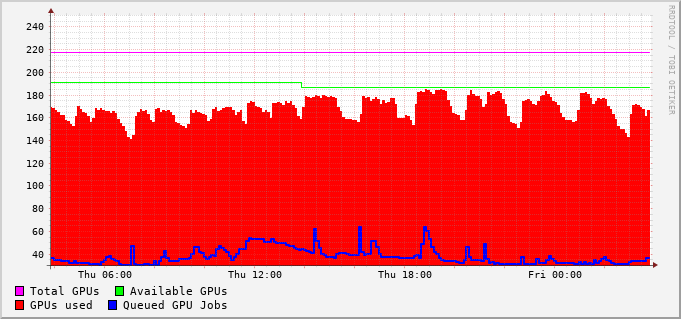 RRDTOOL / TOBI OETIKER
240
220
200
180
160
140
120
100
80
60
40
Thu 06:00 Thu 12:00 Thu 18:00 Fri 00:00
Total GPUs Available GPUs
GPUs used Queued GPU Jobs